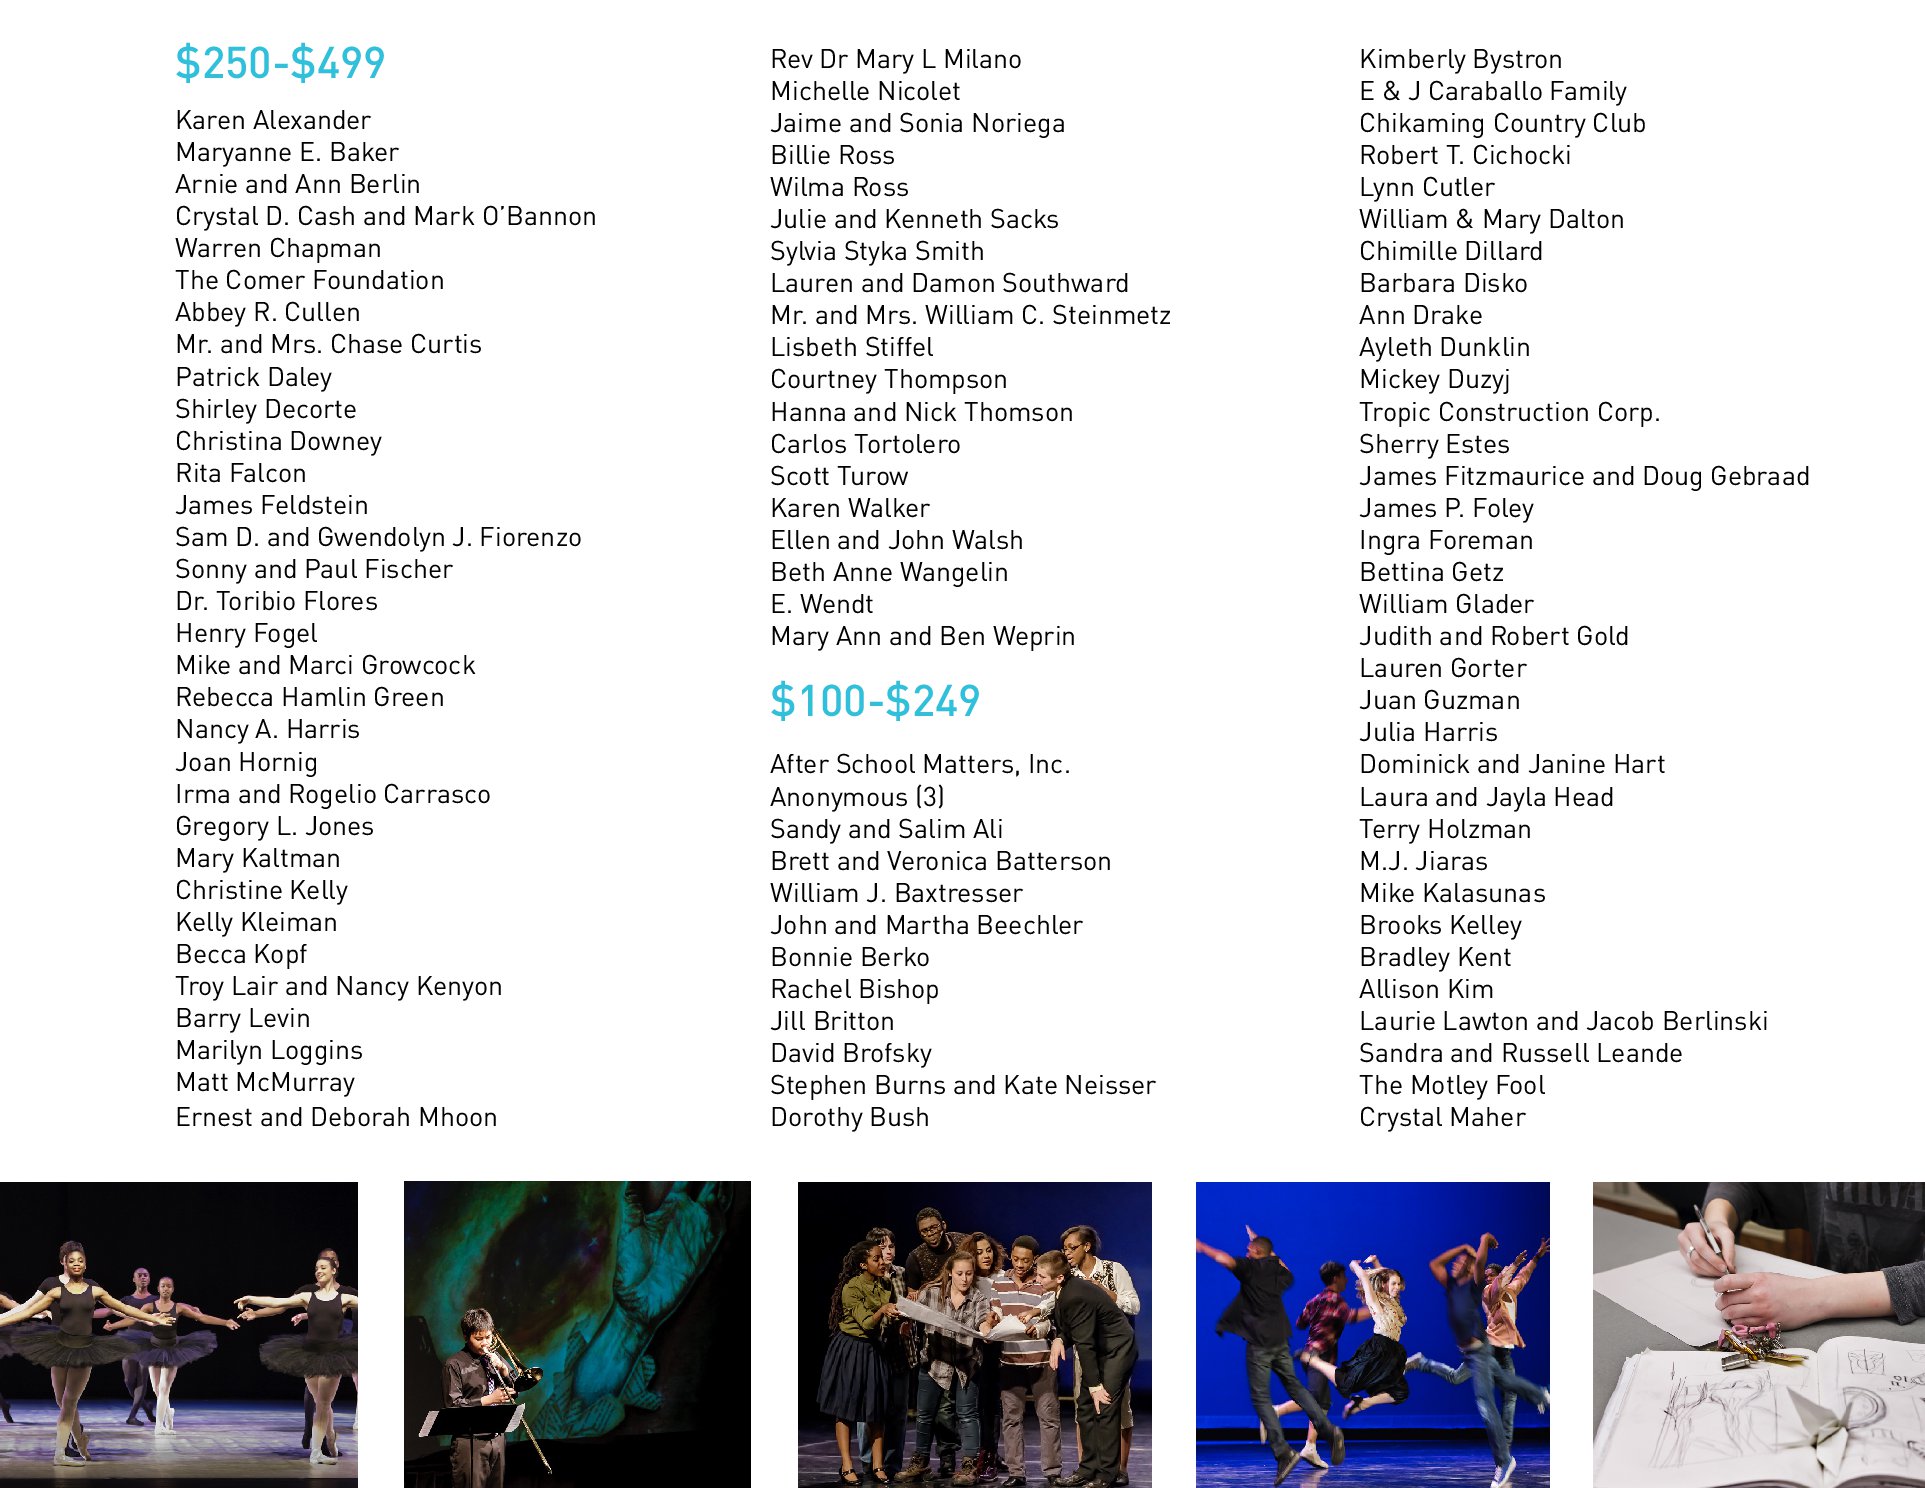 $250-$499
Karen Alexander
Maryanne E. Baker
Arnie and Ann Berlin
Crystal D. Cash and Mark O’Bannon
Warren Chapman
The Comer Foundation
Abbey R. Cullen
Mr. and Mrs. Chase Curtis
Patrick Daley
Shirley Decorte
Christina Downey
Rita Falcon
James Feldstein
Sam D. and Gwendolyn J. Fiorenzo
Sonny and Paul Fischer
Dr. Toribio Flores
Henry Fogel
Mike and Marci Growcock
Rebecca Hamlin Green
Nancy A. Harris
Joan Hornig
Irma and Rogelio Carrasco
Gregory L. Jones
Mary Kaltman
Christine Kelly
Kelly Kleiman
Becca Kopf
Troy Lair and Nancy Kenyon
Barry Levin
Marilyn Loggins
Matt McMurray
Ernest and Deborah Mhoon
Rev Dr Mary L Milano
Michelle Nicolet
Jaime and Sonia Noriega
Billie Ross
Wilma Ross
Julie and Kenneth Sacks
Sylvia Styka Smith
Lauren and Damon Southward
Mr. and Mrs. William C. Steinmetz
Lisbeth Stiffel
Courtney Thompson
Hanna and Nick Thomson
Carlos Tortolero
Scott Turow
Karen Walker
Ellen and John Walsh
Beth Anne Wangelin
E. Wendt
Mary Ann and Ben Weprin
$100-$249
After School Matters, Inc.
Anonymous (3)
Sandy and Salim Ali
Brett and Veronica Batterson
William J. Baxtresser
John and Martha Beechler
Bonnie Berko
Rachel Bishop
Jill Britton
David Brofsky
Stephen Burns and Kate Neisser
Dorothy Bush
Kimberly Bystron
E & J Caraballo Family
Chikaming Country Club
Robert T. Cichocki
Lynn Cutler
William & Mary Dalton
Chimille Dillard
Barbara Disko
Ann Drake
Ayleth Dunklin
Mickey Duzyj
Tropic Construction Corp.
Sherry Estes
James Fitzmaurice and Doug Gebraad
James P. Foley
Ingra Foreman
Bettina Getz
William Glader
Judith and Robert Gold
Lauren Gorter
Juan Guzman
Julia Harris
Dominick and Janine Hart
Laura and Jayla Head
Terry Holzman
M.J. Jiaras
Mike Kalasunas
Brooks Kelley
Bradley Kent
Allison Kim
Laurie Lawton and Jacob Berlinski
Sandra and Russell Leande
The Motley Fool
Crystal Maher